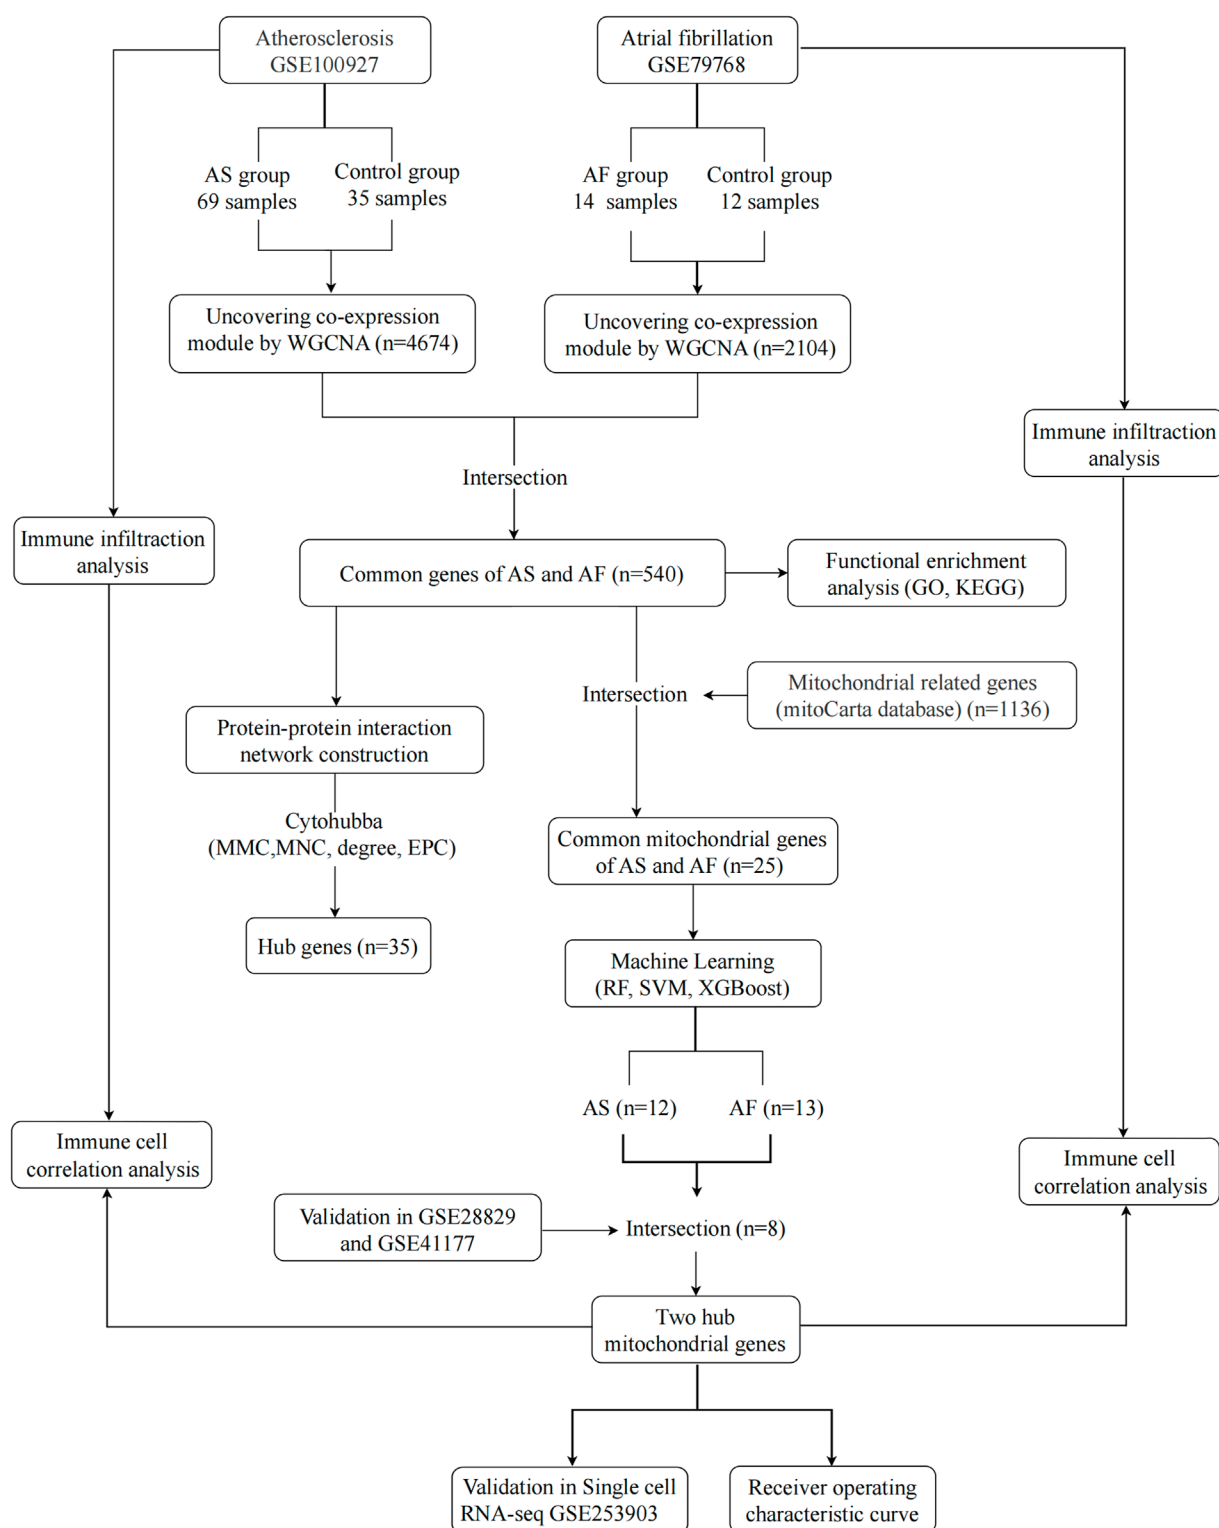 Atherosclerosis
GSE100927
Atrial fibrillation
GSE79768
AS group
69 samples
Control group
35 samples
AF group
14 samples
Control group
12 samples
Uncovering co-expression
module by WGCNA (n=4674)
Uncovering co-expression
module by WGCNA (n=2104)
Immune infiltraction
analysis
Intersection
Immune infiltraction
analysis
Common genes of AS and AF (n=540)
Functional enrichment
analysis (GO, KEGG)
Intersection
Mitochondrial related genes
(mitoCarta database) (n=1136)
Protein-protein interaction
network construction
Cytohubba
(MMC,MNC, degree, EPC)
Common mitochondrial genes
of AS and AF (n=25)
Hub genes (n=35)
Machine Learning
(RF, SVM, XGBoost)
AS (n=12)
AF (n=13)
Immune cell
correlation analysis
Immune cell
correlation analysis
Validation in GSE28829
and GSE41177
Intersection (n=8)
Two hub
mitochondrial genes
Validation in Single cell
RNA-seq GSE253903
Receiver operating
characteristic curve